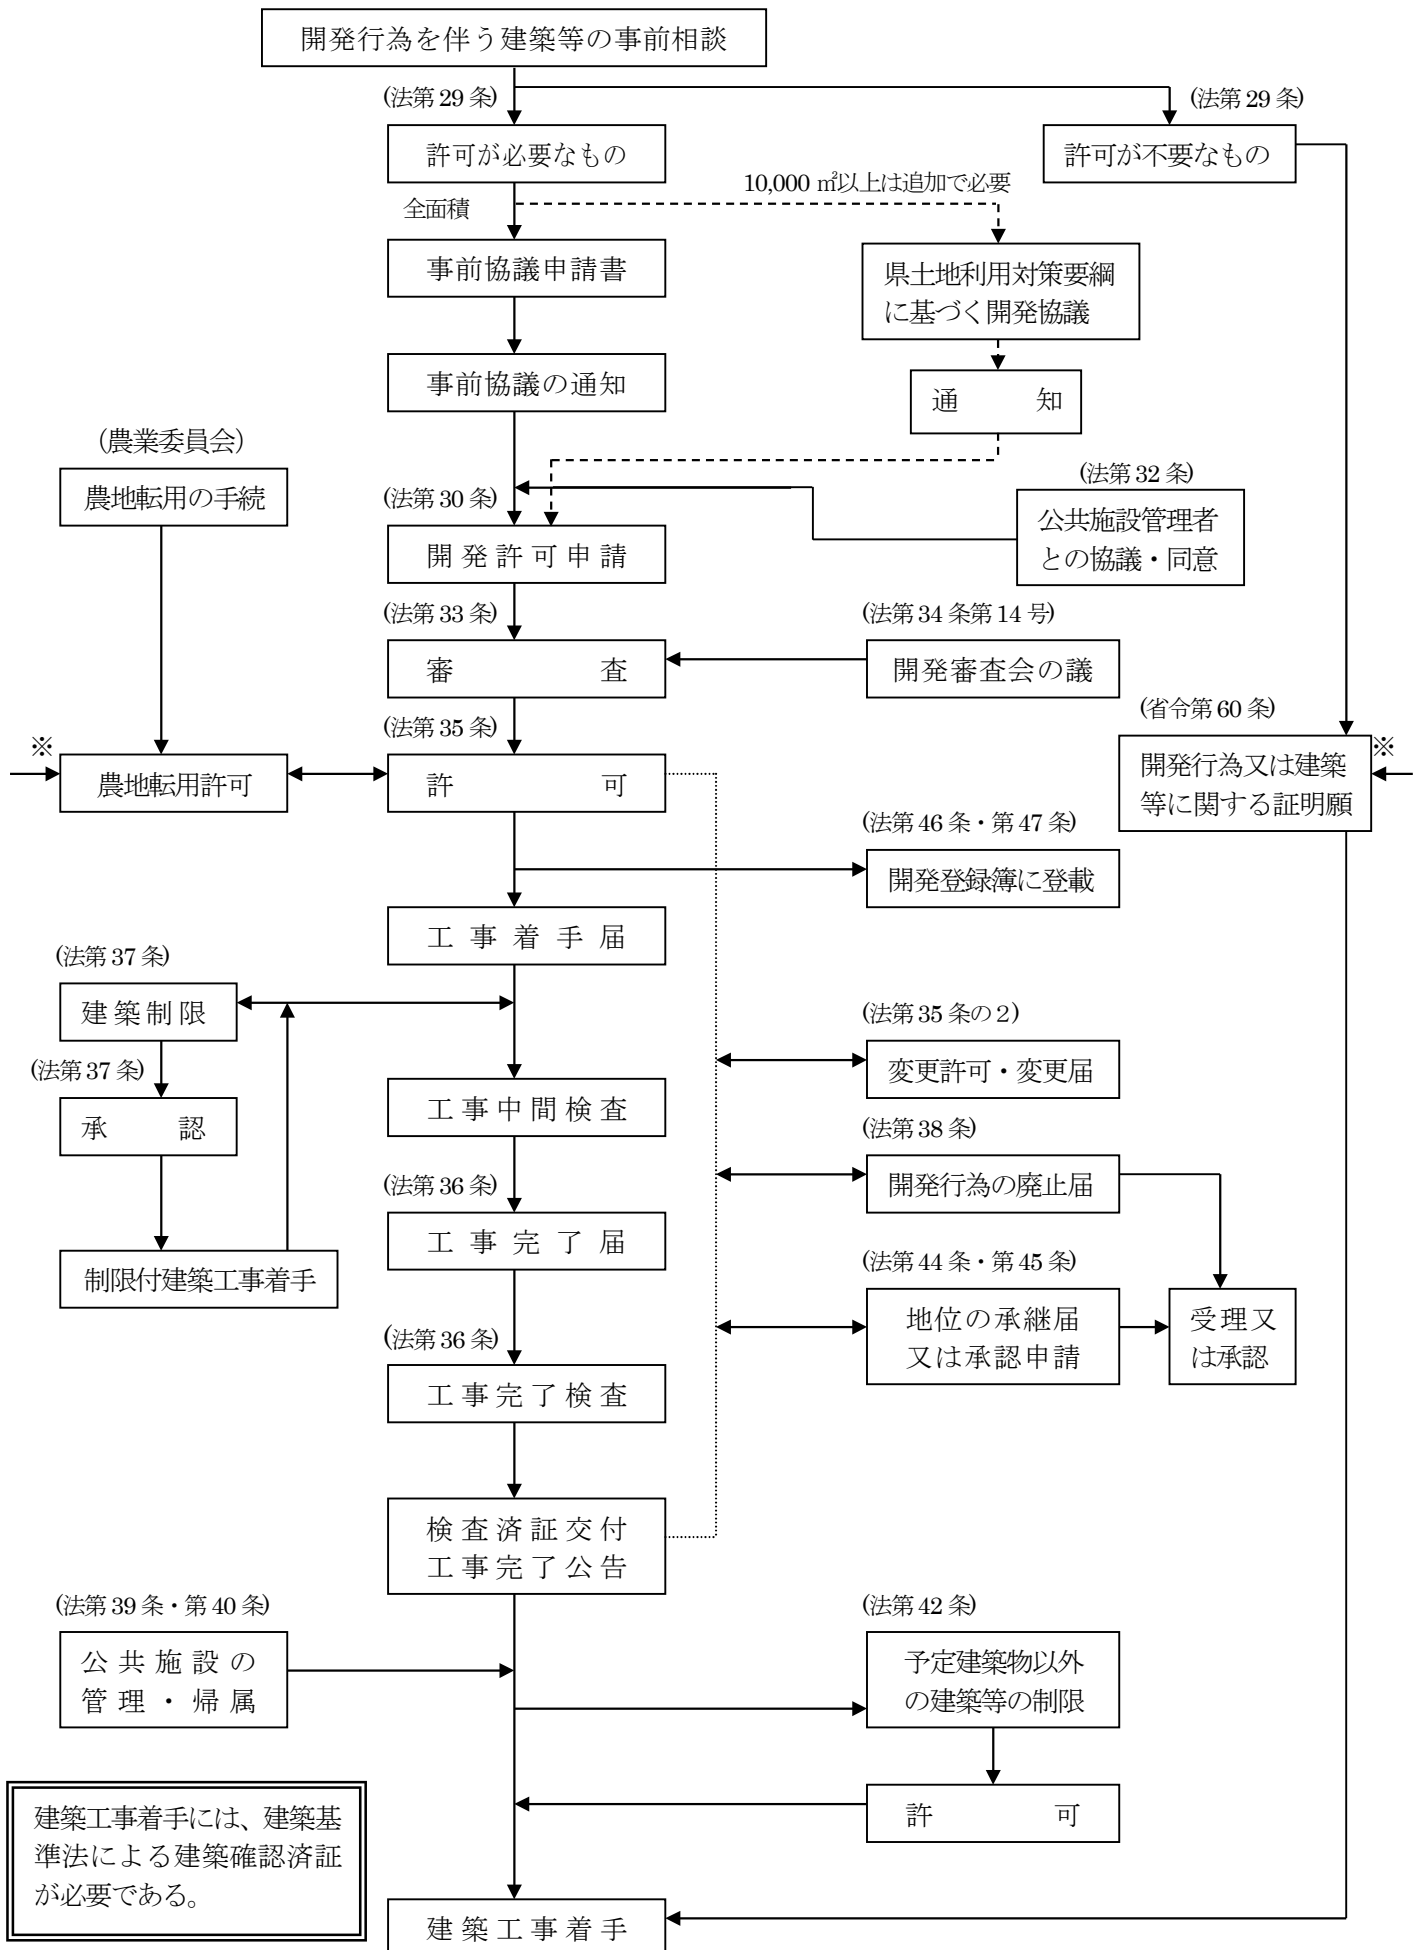 開発行為を伴う建築等の事前相談
(法第29条)
(法第29条)
許可が必要なもの
許可が不要なもの
10,000㎡以上は追加で必要
全面積
事前協議申請書
県土地利用対策要綱
に基づく開発協議
事前協議の通知
通 知
(農業委員会)
農地転用の手続
(法第32条)
(法第30条)
公共施設管理者
との協議・同意
開発許可申請
(法第33条)
(法第34条第14号)
審 査
開発審査会の議
(法第35条)
(省令第60条)
※
※
農地転用許可
許 可
開発行為又は建築
等に関する証明願
(法第46条・第47条)
開発登録簿に登載
工事着手届
(法第37条)
建築制限
(法第35条の2)
変更許可・変更届
(法第37条)
承 認
工事中間検査
(法第38条)
開発行為の廃止届
(法第36条)
工事完了届
制限付建築工事着手
(法第44条・第45条)
地位の承継届
又は承認申請
受理又
は承認
(法第36条)
工事完了検査
検査済証交付
工事完了公告
(法第39条・第40条)
(法第42条)
公共施設の
管理・帰属
予定建築物以外
の建築等の制限
許 可
建築工事着手には、建築基
準法による建築確認済証
が必要である。
建築工事着手